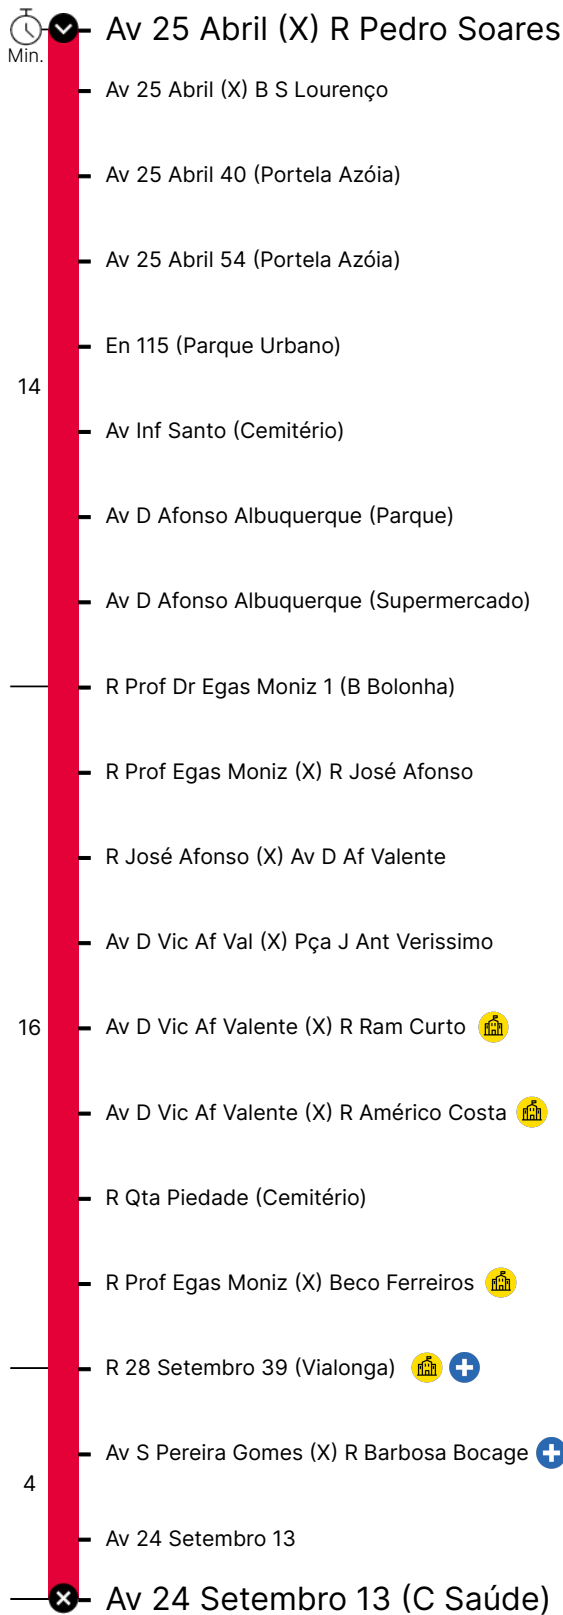 Av 25 Abril (X) R Pedro Soares
Min.
Av 25 Abril (X) B S Lourenço
Av 25 Abril 40 (Portela Azóia)
Av 25 Abril 54 (Portela Azóia)
En 115 (Parque Urbano)
14
Av Inf Santo (Cemitério)
Av D Afonso Albuquerque (Parque)
Av D Afonso Albuquerque (Supermercado)
R Prof Dr Egas Moniz 1 (B Bolonha)
R Prof Egas Moniz (X) R José Afonso
R José Afonso (X) Av D Af Valente
Av D Vic Af Val (X) Pça J Ant Verissimo
16 Av D Vic Af Valente (X) R Ram Curto
Av D Vic Af Valente (X) R Américo Costa
R Qta Piedade (Cemitério)
R Prof Egas Moniz (X) Beco Ferreiros
R 28 Setembro 39 (Vialonga)
Av S Pereira Gomes (X) R Barbosa Bocage
4
Av 24 Setembro 13
Av 24 Setembro 13 (C Saúde)